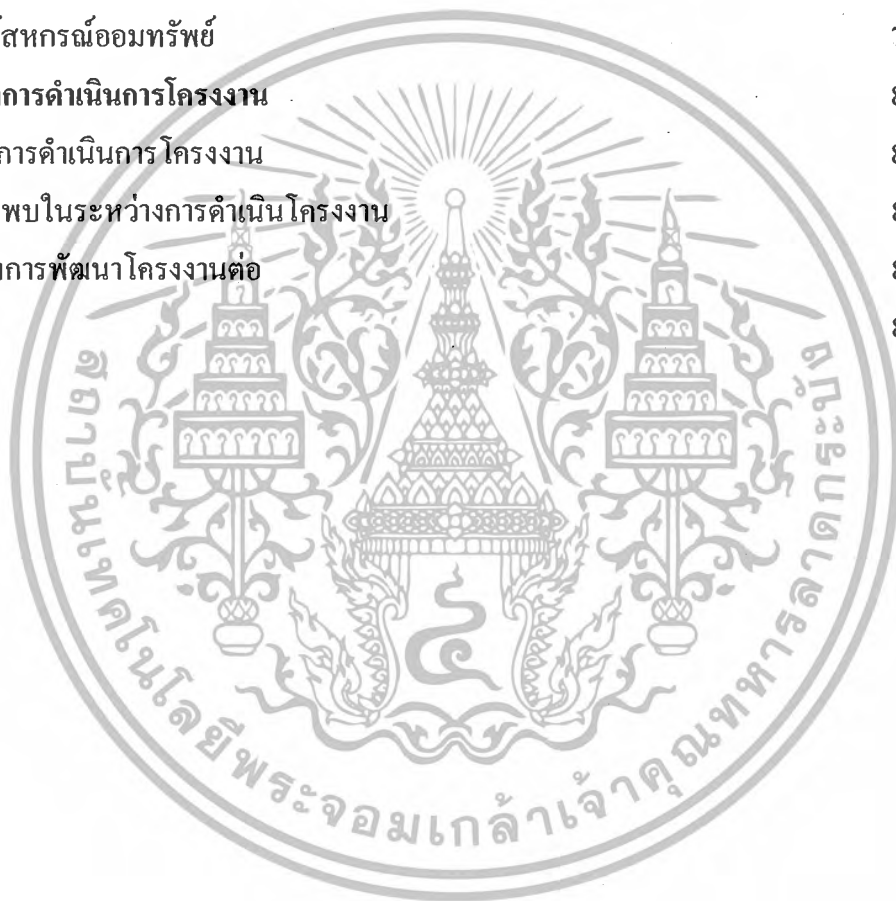 สหกรณ์ออมทรัพย์
การดำเนินการโครงงาน
การดำเนินการโครงงาน
พบในระหว่างการดำเนินโครงงาน
การพัฒนาโครงงานต่อ
๔
สถาบันเทคโนโลยีพระจอมเกล้าเจ้าคุณทหารลาดกระบัง